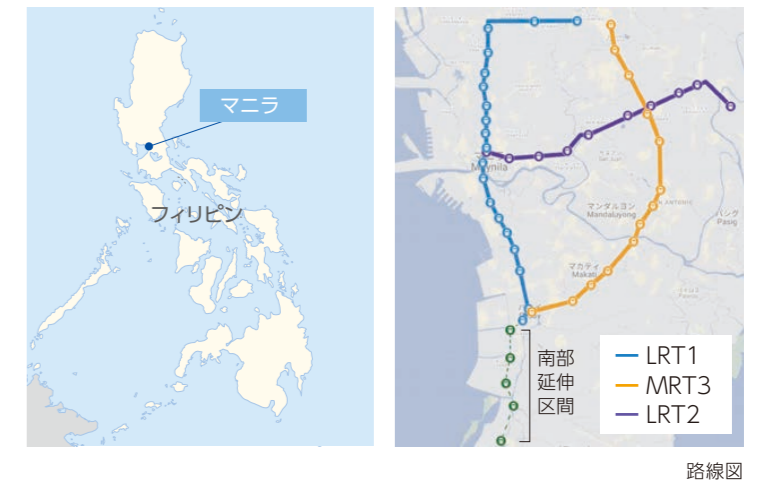 マニラ
フィリピン
Maynila
マンダルヨン
Mandaluyong
パシグ
Pasig
マカティ
Makati
南部
延伸
区間
LRT1
MRT3
LRT2
路線図